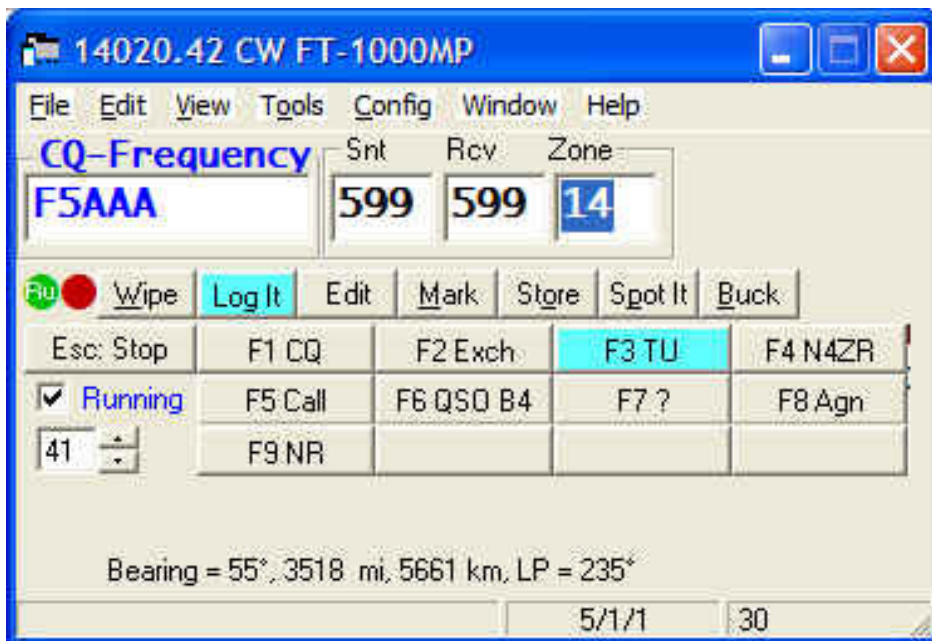 14020.42 CW FT-1000MP
File Edit View Tools Config Window Help
CQ-Frequency Snt Rcv Zone
F5AAA 599 599 14
Ru Wipe Log It Edit Mark Store Spot It Buck
Esc: Stop F1 CQ F2 Exch F3 TU F4 N4ZR
Running F5 Call F6 QSO B4 F7 ? F8 Agn
41 F9 NR
Bearing = 55°, 3518 mi, 5661 km, LP = 235°
5/1/1 30